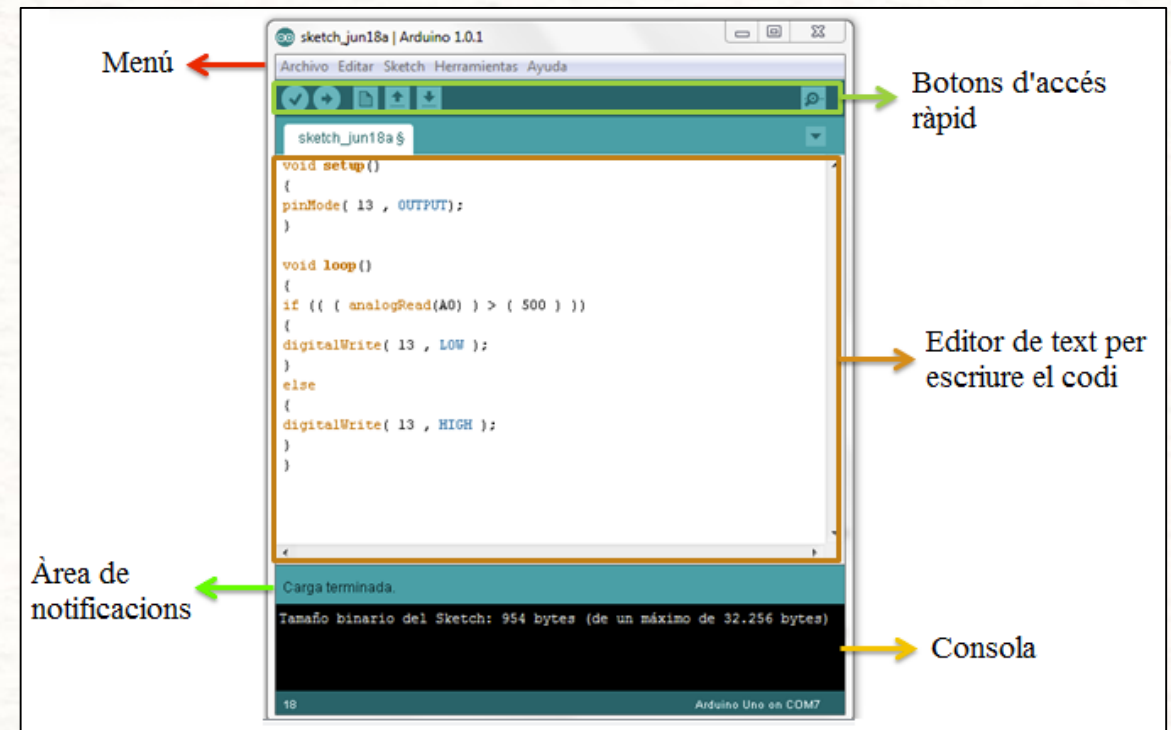 sketch_jun18a | Arduino 1.0.1
Menú
Archivo Editar Sketch Herramientas Ayuda
Botons d'accés
ràpid
sketch_jun18a §
void setup()
{
pinMode( 13 , OUTPUT);
}
void loop()
{
if (( ( analogRead(A0) ) > ( 500 ) ))
{
digitalWrite( 13 , LOW );
}
else
{
digitalWrite( 13 , HIGH );
}
}
Editor de text per
escriure el codi
Àrea de
notificacions
Carga terminada.
Tamaño binario del Sketch: 954 bytes (de un máximo de 32.256 bytes)
Consola
18
Arduino Uno on COM7